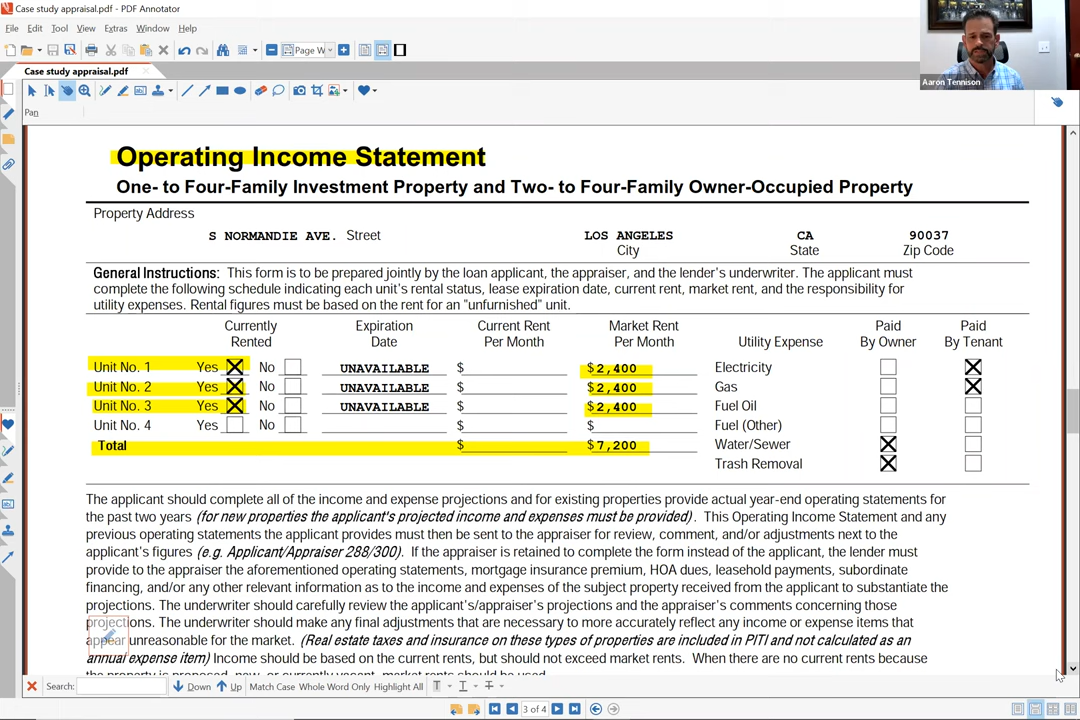 Case study appraisal.pdf - PDF Annotator
File Edit Tool View Extras Window Help
Page W
Case study appraisal.pdf
Pan
Aaron Tennison
Operating Income Statement
One- to Four-Family Investment Property and Two- to Four-Family Owner-Occupied Property
Property Address
S NORMANDIE AVE. Street LOS ANGELES CA 90037
City State Zip Code
General Instructions: This form is to be prepared jointly by the loan applicant, the appraiser, and the lender's underwriter. The applicant must
complete the following schedule indicating each unit's rental status, lease expiration date, current rent, market rent, and the responsibility for
utility expenses. Rental figures must be based on the rent for an "unfurnished" unit.
Currently Expiration Current Rent Market Rent Paid Paid
Rented Date Per Month Per Month Utility Expense By Owner By Tenant
Unit No. 1 Yes X No UNAVAILABLE $ $ 2,400 Electricity X
Unit No. 2 Yes X No UNAVAILABLE $ $ 2,400 Gas X
Unit No. 3 Yes X No UNAVAILABLE $ $ 2,400 Fuel Oil
Unit No. 4 Yes No $ $ Fuel (Other)
Total $ $ 7,200 Water/Sewer X
Trash Removal X
The applicant should complete all of the income and expense projections and for existing properties provide actual year-end operating statements for
the past two years (for new properties the applicant's projected income and expenses must be provided). This Operating Income Statement and any
previous operating statements the applicant provides must then be sent to the appraiser for review, comment, and/or adjustments next to the
applicant's figures (e.g. Applicant/Appraiser 288/300). If the appraiser is retained to complete the form instead of the applicant, the lender must
provide to the appraiser the aforementioned operating statements, mortgage insurance premium, HOA dues, leasehold payments, subordinate
financing, and/or any other relevant information as to the income and expenses of the subject property received from the applicant to substantiate the
projections. The underwriter should carefully review the applicant's/appraiser's projections and the appraiser's comments concerning those
projections. The underwriter should make any final adjustments that are necessary to more accurately reflect any income or expense items that
appear unreasonable for the market. (Real estate taxes and insurance on these types of properties are included in PITI and not calculated as an
annual expense item) Income should be based on the current rents, but should not exceed market rents. When there are no current rents because
the property is proposed, new, or currently vacant, market rents should be used.
Search: Down Up Match Case Whole Word Only Highlight All
3 of 4